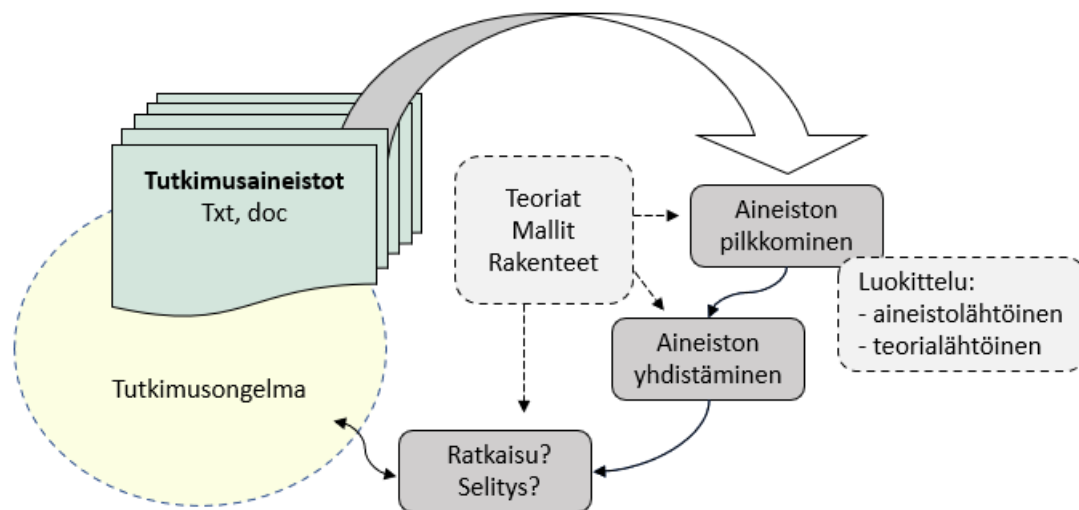 Tutkimusaineistot
Txt, doc
Teoriat
Mallit
Rakenteet
Aineiston
pilkkominen
Luokittelu:
- aineistolähtöinen
- teorialähtöinen
Aineiston
yhdistäminen
Tutkimusongelma
Ratkaisu?
Selitys?